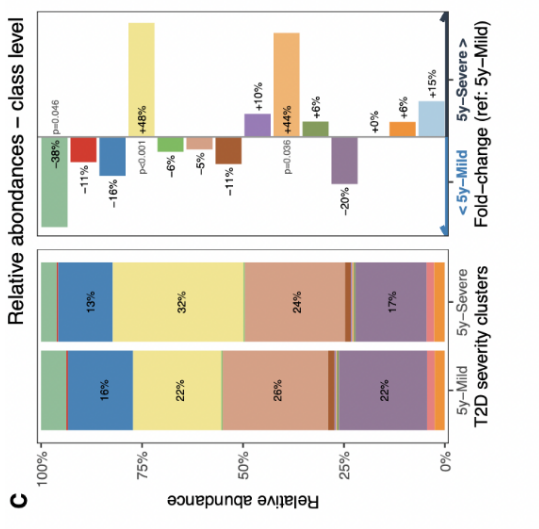 C
Relative abundances − class level
Relative abundance
100%
75%
50%
25%
0%
16%
22%
26%
22%
13%
32%
24%
17%
5y−Mild
5y−Severe
T2D severity clusters
−38%
p=0.046
−11%
−16%
p<0.001
+48%
−6%
−5%
−11%
+10%
p=0.036
+44%
+6%
−20%
+0%
+6%
+15%
< 5y−Mild
5y−Severe >
Fold−change (ref: 5y−Mild)